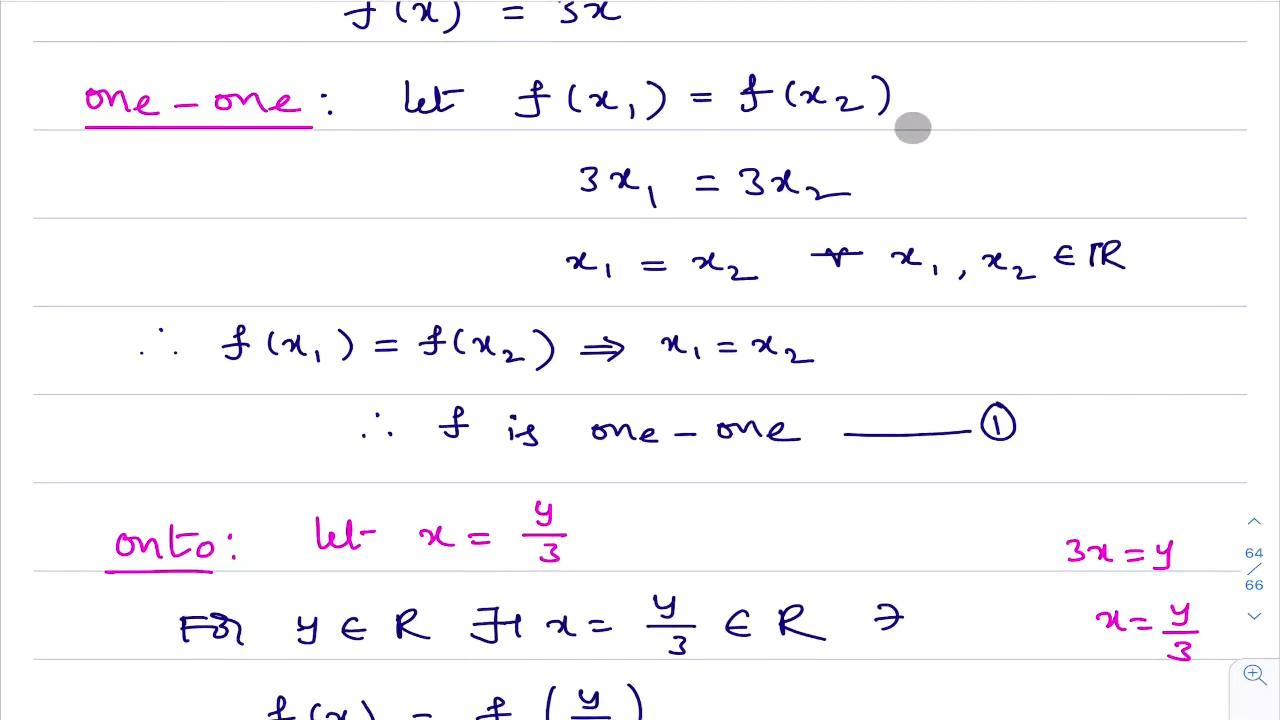 f(x) = 3x
one-one: let f(x₁) = f(x₂)
3x₁ = 3x₂
x₁ = x₂ ∀ x₁, x₂ ∈ ℝ
∴ f(x₁) = f(x₂) ⇒ x₁ = x₂
∴ f is one-one ——— ①
onto: let x = y/3
3x = y
For y ∈ R ∃ x = y/3 ∈ R ∋
x = y/3
f(x) = f(y/
64
/
66